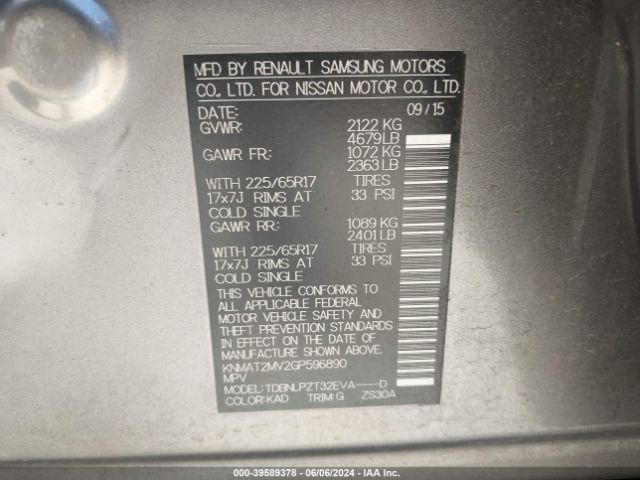 MFD BY RENAULT SAMSUNG MOTORS
CO., LTD. FOR NISSAN MOTOR CO., LTD.
DATE: 09/15
GVWR: 2122 KG
4679LB
GAWR FR: 1072 KG
2363LB
WITH 225/65R17 TIRES
17x7J RIMS AT 33 PSI
COLD SINGLE
GAWR RR: 1089 KG
2401LB
WITH 225/65R17 TIRES
17x7J RIMS AT 33 PSI
COLD SINGLE
THIS VEHICLE CONFORMS TO
ALL APPLICABLE FEDERAL
MOTOR VEHICLE SAFETY AND
THEFT PREVENTION STANDARDS
IN EFFECT ON THE DATE OF
MANUFACTURE SHOWN ABOVE.
KNMAT2MV2GP596890
MPV
MODEL: TDBNLPZT32EVA----D
COLOR: KAD TRIM: G ZS30A
000-39589378 - 06/06/2024 - IAA Inc.